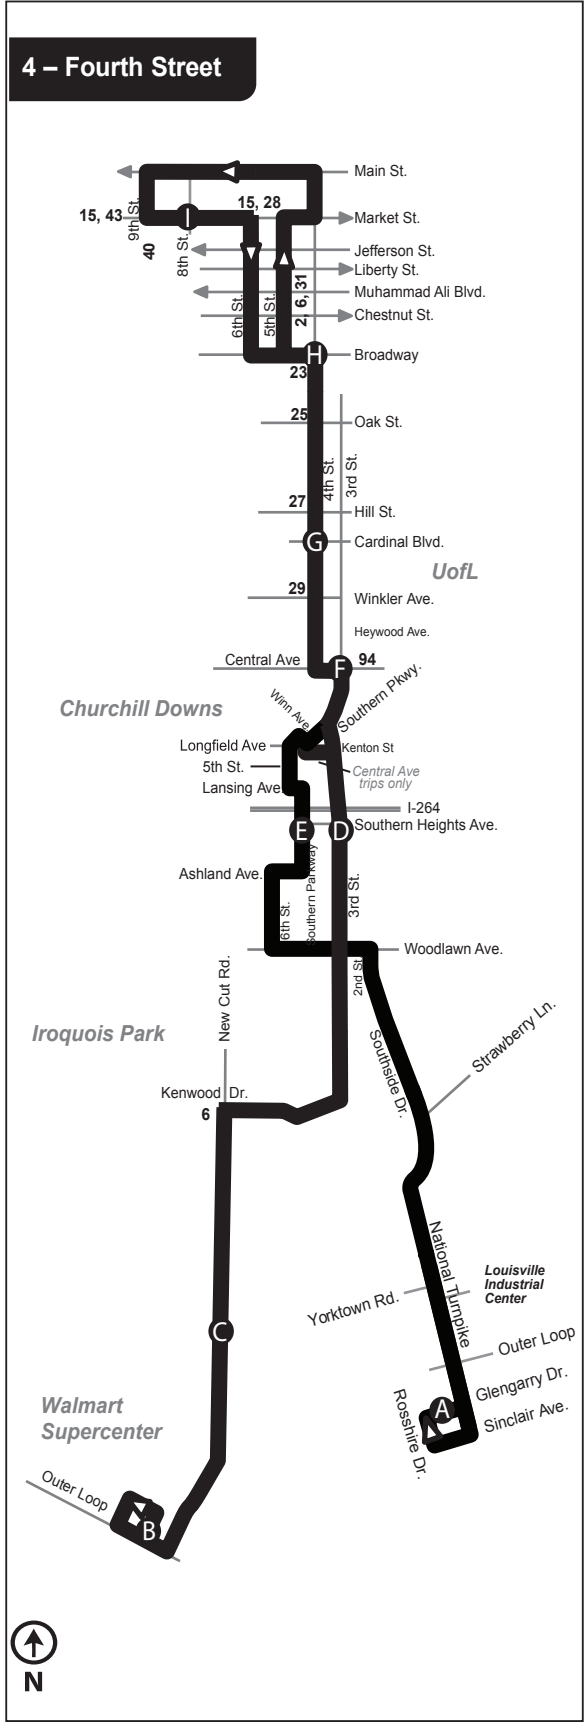 4 – Fourth Street
Main St.
15, 43
9th St.
40
8th St.
I
15, 28
Market St.
Jefferson St.
Liberty St.
Muhammad Ali Blvd.
Chestnut St.
6th St.
5th St.
2, 6, 31
H
Broadway
23
25
Oak St.
4th St.
3rd St.
27
Hill St.
G
Cardinal Blvd.
UofL
29
Winkler Ave.
Heywood Ave.
Central Ave
F
94
Churchill Downs
Winn Ave
Southern Pkwy.
Longfield Ave
Kenton St
5th St.
Central Ave
trips only
Lansing Ave.
I-264
E
D
Southern Heights Ave.
Ashland Ave.
6th St.
Southern Parkway
3rd St.
Woodlawn Ave.
2nd St.
New Cut Rd.
Iroquois Park
Southside Dr.
Strawberry Ln.
Kenwood Dr.
6
National Turnpike
Louisville
Industrial
Center
Yorktown Rd.
C
Outer Loop
Glengarry Dr.
A
Sinclair Ave.
Rosshire Dr.
Walmart
Supercenter
Outer Loop
B
N